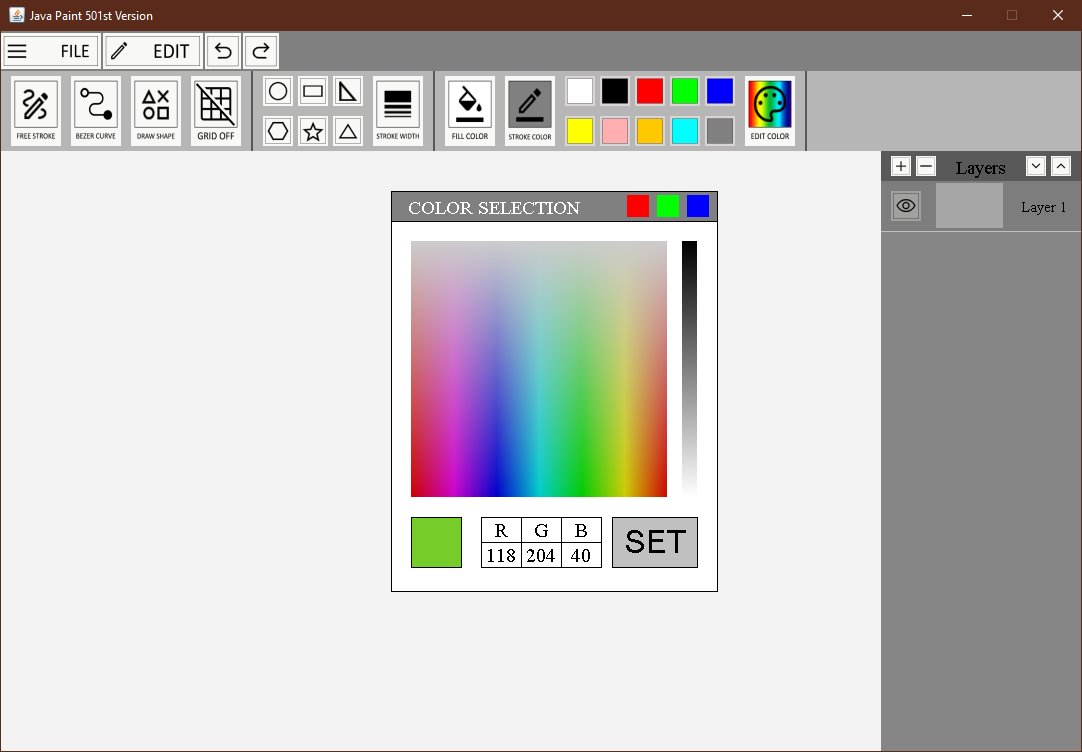 Java Paint 501st Version
FILE EDIT
FREE STROKE BEZER CURVE DRAW SHAPE GRID OFF STROKE WIDTH FILL COLOR STROKE COLOR EDIT COLOR
Layers
Layer 1
COLOR SELECTION
R G B
118 204 40
SET